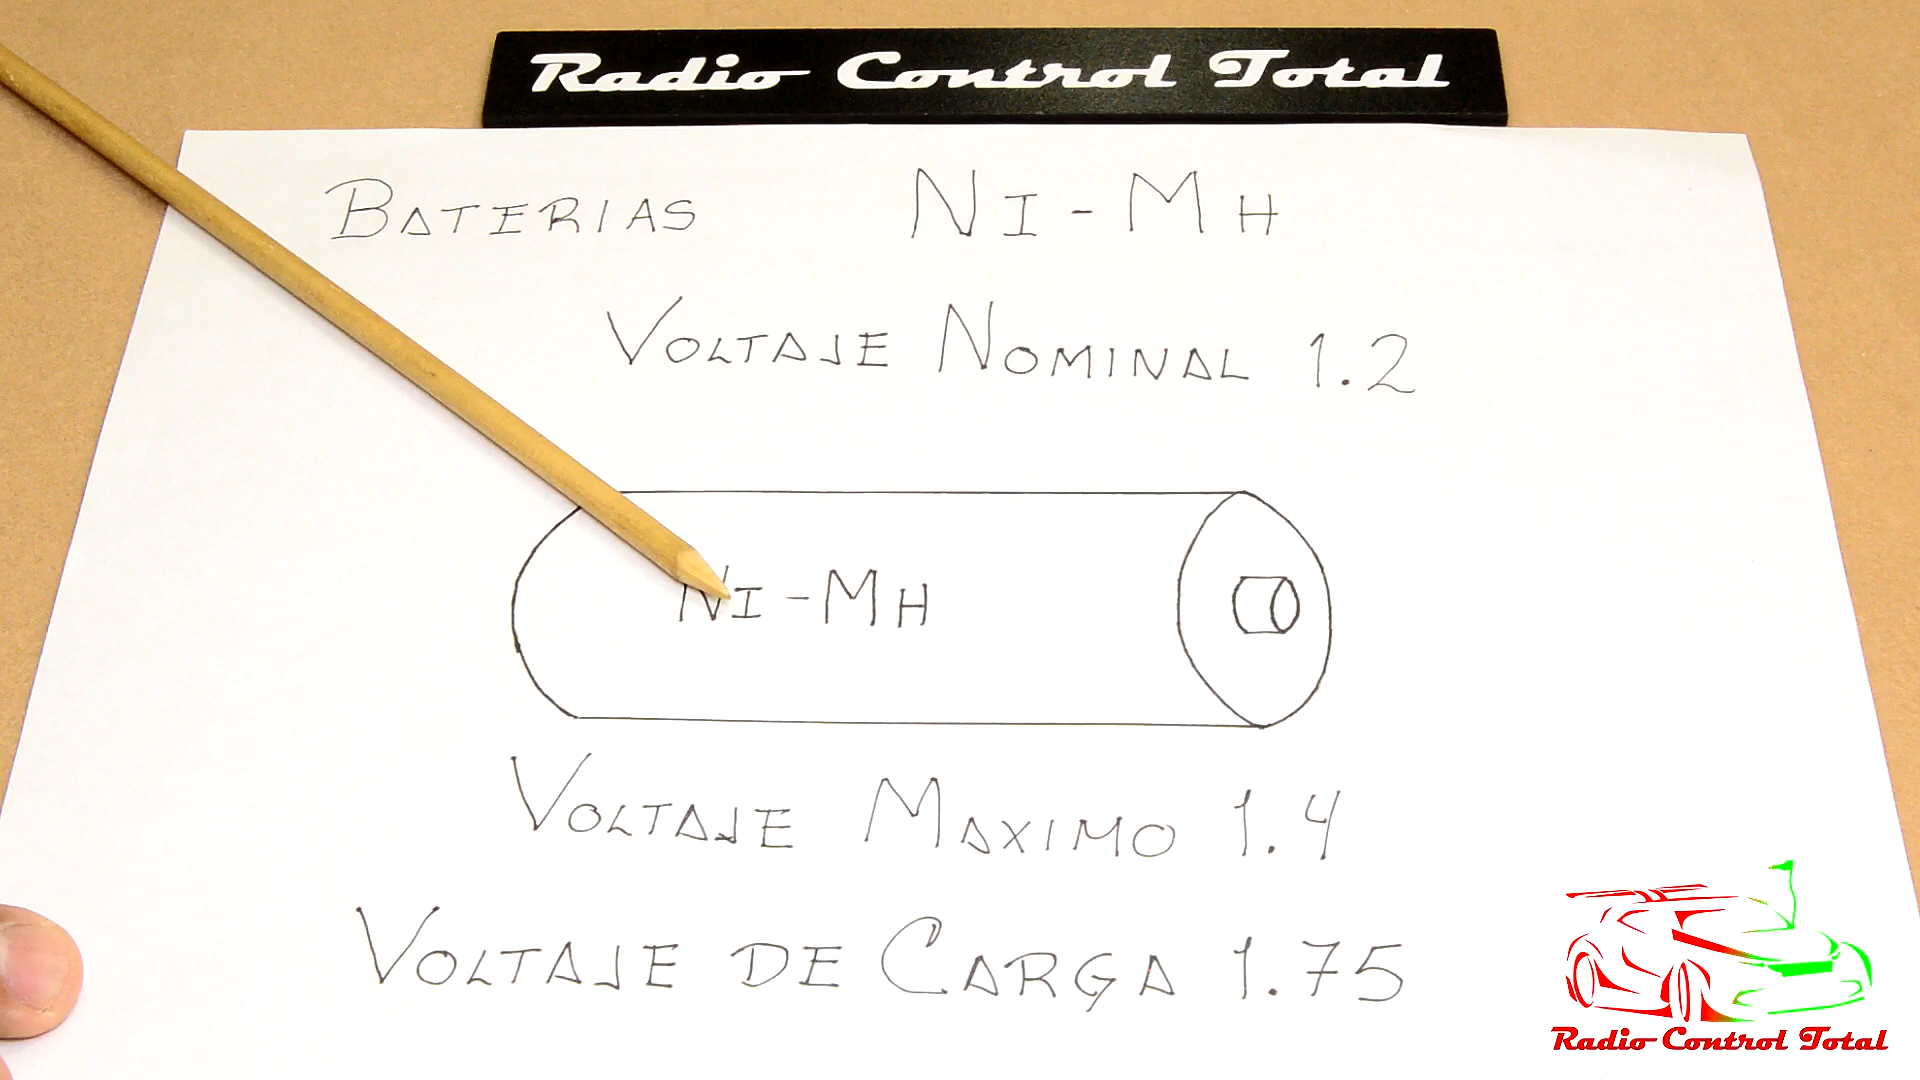 Radio Control Total
BATERIAS NI-MH
VOLTAJE NOMINAL 1.2
NI-MH
VOLTAJE MAXIMO 1.4
VOLTAJE DE CARGA 1.75
Radio Control Total